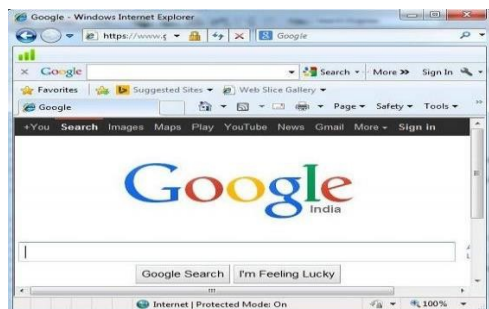 Google - Windows Internet Explorer
https://www.g
Google
Google
Search
More
Sign In
Favorites
Suggested Sites
Web Slice Gallery
Google
Page
Safety
Tools
+You Search Images Maps Play YouTube News Gmail More Sign in
Google
India
Google Search
I'm Feeling Lucky
Internet | Protected Mode: On
100%